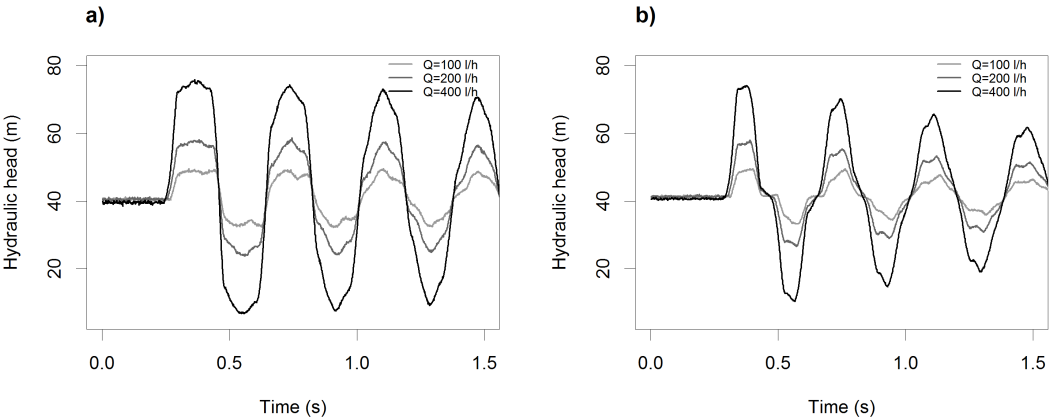 a)
Hydraulic head (m)
80
60
40
20
Q=100 l/h
Q=200 l/h
Q=400 l/h
0.0 0.5 1.0 1.5
Time (s)
b)
Hydraulic head (m)
80
60
40
20
Q=100 l/h
Q=200 l/h
Q=400 l/h
0.0 0.5 1.0 1.5
Time (s)